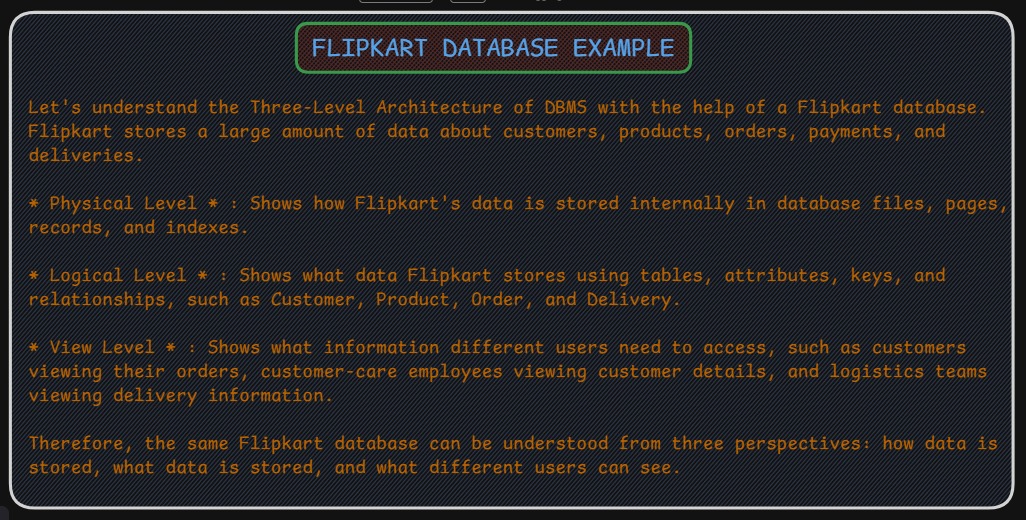 FLIPKART DATABASE EXAMPLE
Let's understand the Three-Level Architecture of DBMS with the help of a Flipkart database.
Flipkart stores a large amount of data about customers, products, orders, payments, and
deliveries.
* Physical Level * : Shows how Flipkart's data is stored internally in database files, pages,
records, and indexes.
* Logical Level * : Shows what data Flipkart stores using tables, attributes, keys, and
relationships, such as Customer, Product, Order, and Delivery.
* View Level * : Shows what information different users need to access, such as customers
viewing their orders, customer-care employees viewing customer details, and logistics teams
viewing delivery information.
Therefore, the same Flipkart database can be understood from three perspectives: how data is
stored, what data is stored, and what different users can see.